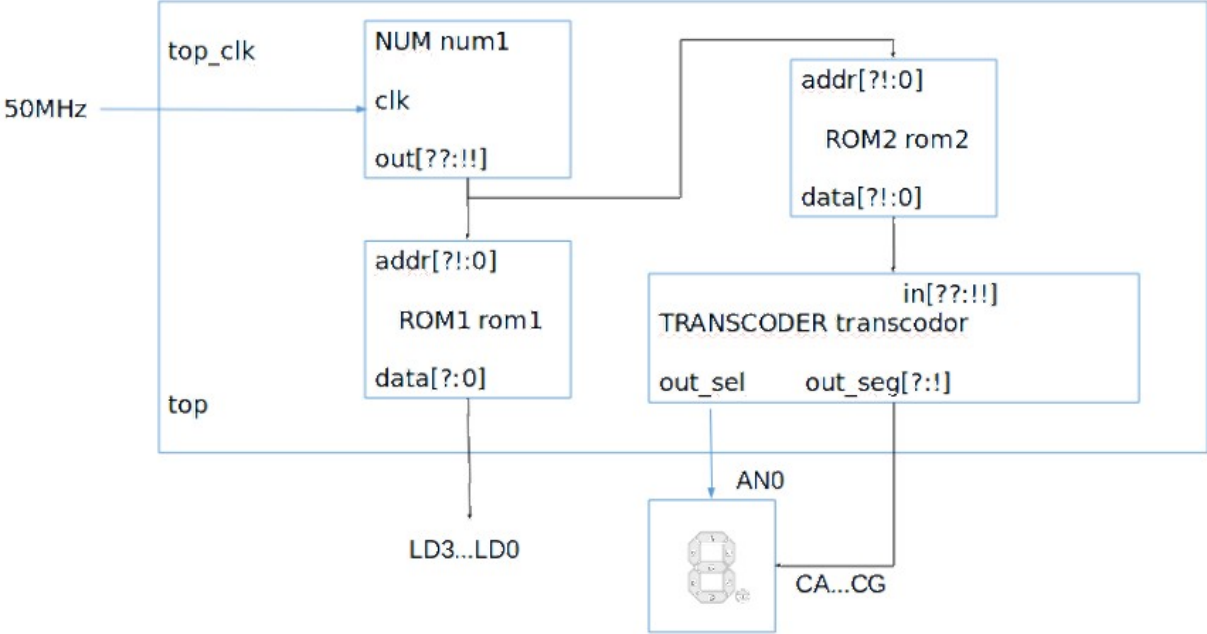 top_clk
50MHz
NUM num1
clk
out[??:!!]
addr[?!:0]
ROM2 rom2
data[?!:0]
addr[?!:0]
ROM1 rom1
data[?:0]
in[??:!!]
TRANSCODER transcodor
out_sel out_seg[?:!]
top
AN0
LD3...LD0
CA...CG